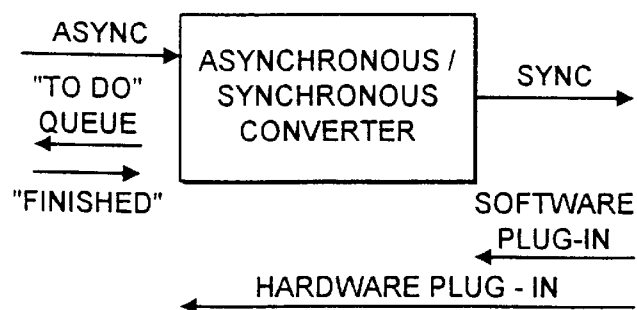 ASYNC
"TO DO"
QUEUE
"FINISHED"
ASYNCHRONOUS /
SYNCHRONOUS
CONVERTER
SYNC
SOFTWARE
PLUG-IN
HARDWARE PLUG - IN